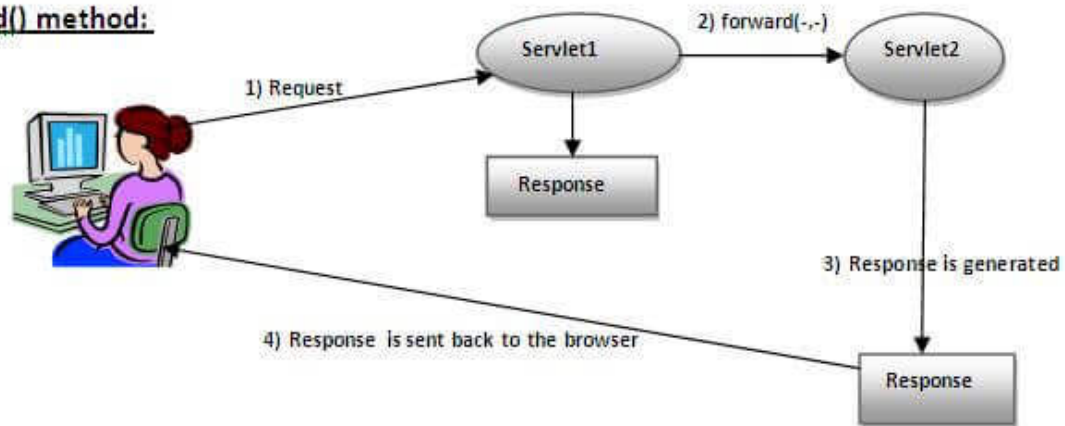 d() method:
Servlet1
2) forward(-,-)
Servlet2
1) Request
Response
3) Response is generated
4) Response is sent back to the browser
Response